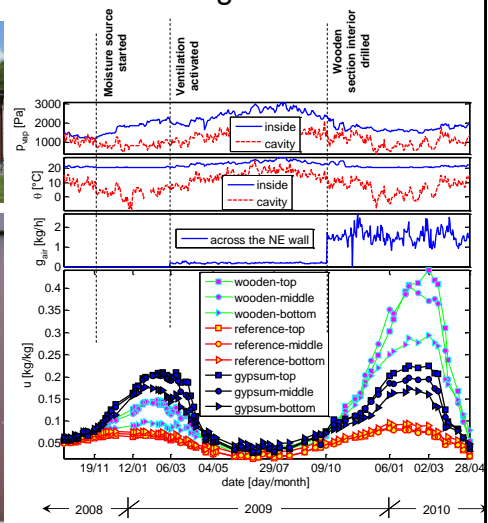 Moisture source
started
Ventilation
activated
Wooden
section interior
drilled
p_vap [Pa]
3000
2000
1000
inside
cavity
θ [°C]
20
0
inside
cavity
g_air [kg/h]
2
1
0
across the NE wall
u [kg/kg]
0.4
0.35
0.3
0.25
0.2
0.15
0.1
0.05
wooden-top
wooden-middle
wooden-bottom
reference-top
reference-middle
reference-bottom
gypsum-top
gypsum-middle
gypsum-bottom
19/11 12/01 06/03 04/05 29/07 09/10 06/01 02/03 28/04
date [day/month]
2008 2009 2010